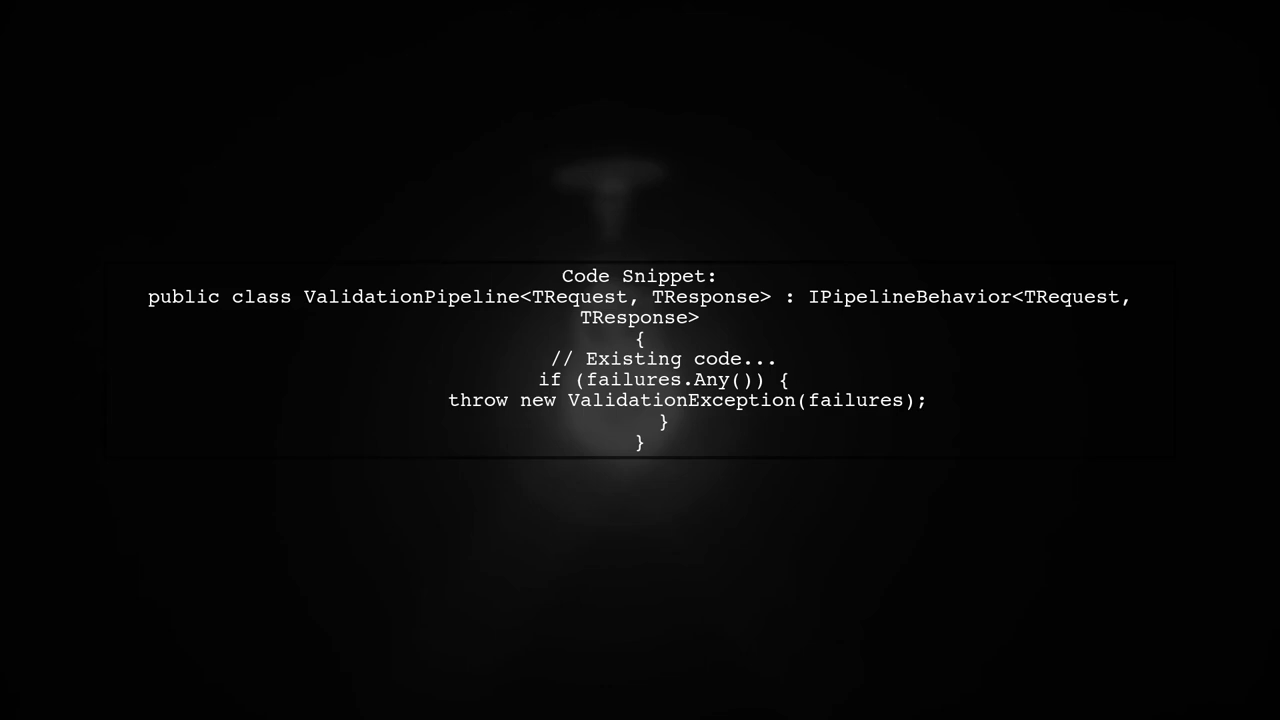 Code Snippet:
public class ValidationPipeline<TRequest, TResponse> : IPipelineBehavior<TRequest,
TResponse>
{
// Existing code...
if (failures.Any()) {
throw new ValidationException(failures);
}
}